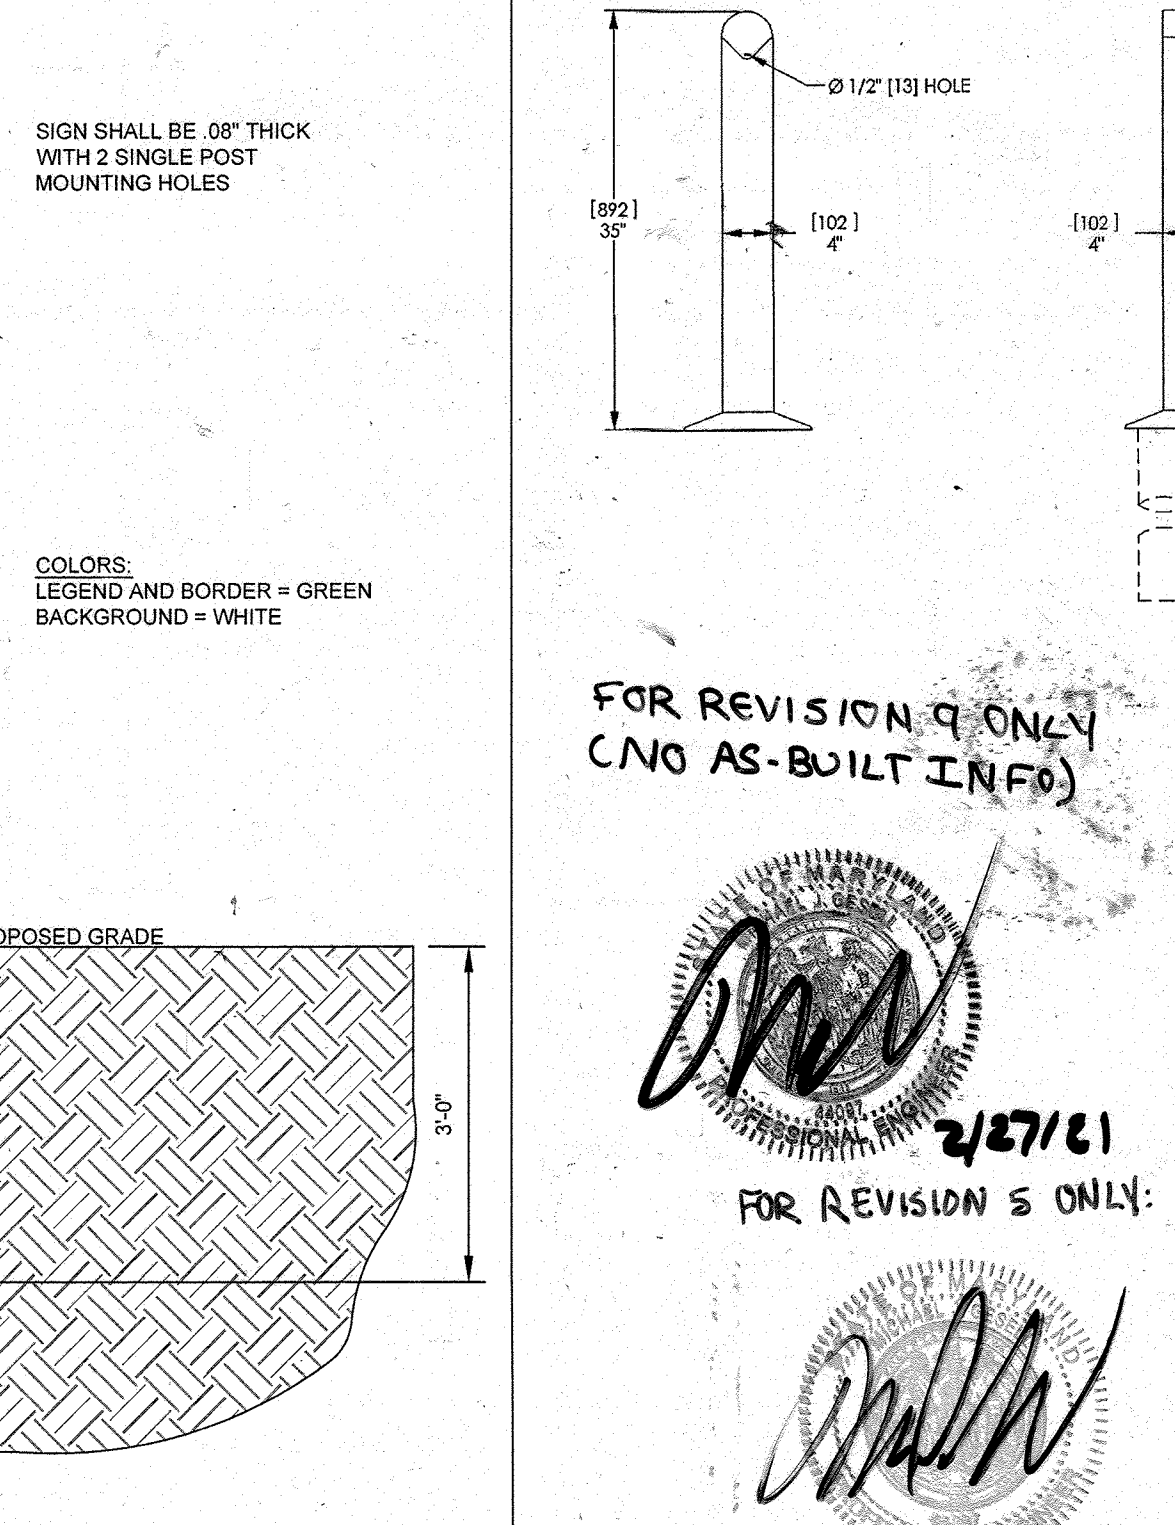 SIGN SHALL BE .08" THICK
WITH 2 SINGLE POST
MOUNTING HOLES
COLORS:
LEGEND AND BORDER = GREEN
BACKGROUND = WHITE
OPOSED GRADE
3'-0"
Ø 1/2" [13] HOLE
[892]
35"
[102]
4"
[102]
4"
FOR REVISION 9 ONLY
(NO AS-BUILT INFO)
STATE OF MARYLAND
PROFESSIONAL ENGINEER
2/27/21
FOR REVISION 5 ONLY:
OF MARYLAND
MICHAEL J.